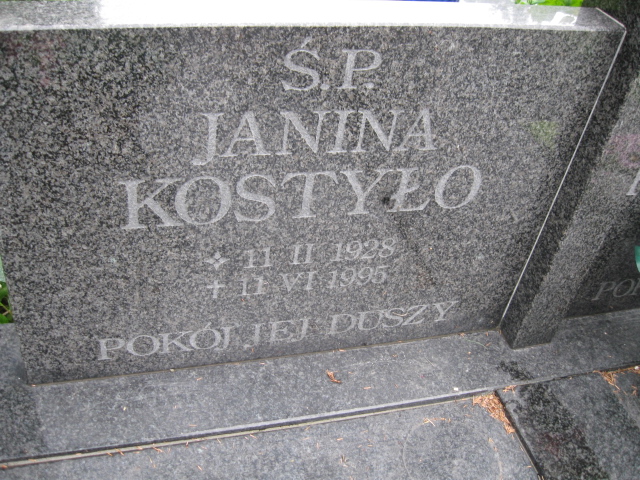 Ś.P.
JANINA
KOSTYŁO
✧ 11 II 1928
+ 11 VI 1995
POKÓJ JEJ DUSZY